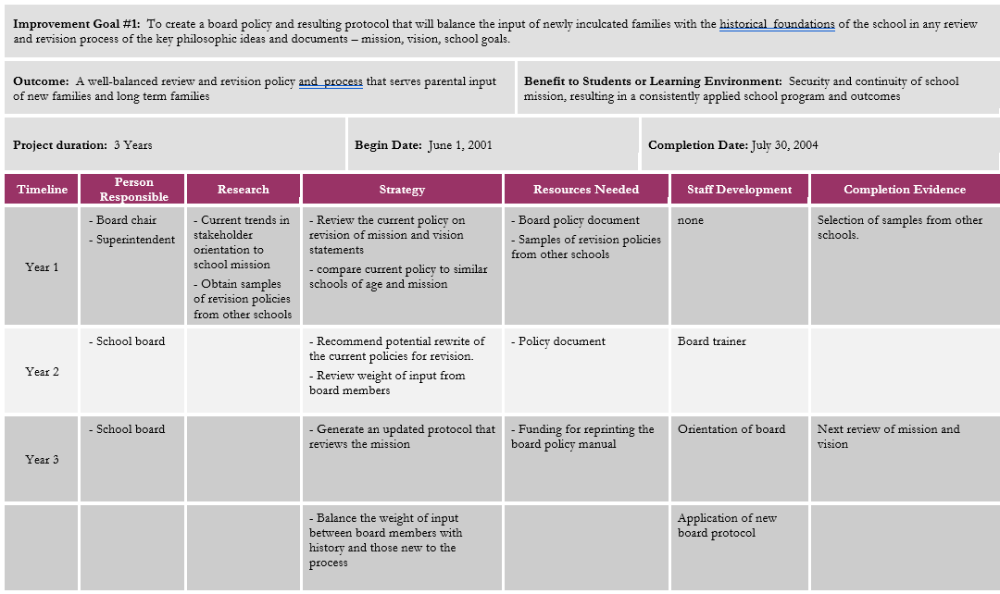 Improvement Goal #1:  To create a board policy and resulting protocol that will balance the input of newly inculcated families with the historical  foundations of the school in any review
and revision process of the key philosophic ideas and documents – mission, vision, school goals.
Outcome:  A well-balanced review and revision policy and  process that serves parental input
of new families and long term families
Benefit to Students or Learning Environment:  Security and continuity of school
mission, resulting in a consistently applied school program and outcomes
Project duration:  3 Years
Begin Date:  June 1, 2001
Completion Date: July 30, 2004
Timeline
Person
Responsible
Research
Strategy
Resources Needed
Staff Development
Completion Evidence
Year 1
- Board chair
- Superintendent
- Current trends in
stakeholder
orientation to
school mission
- Obtain samples
of revision policies
from other schools
- Review the current policy on
revision of mission and vision
statements
- compare current policy to similar
schools of age and mission
- Board policy document
- Samples of revision policies
from other schools
none
Selection of samples from other
schools.
Year 2
- School board
- Recommend potential rewrite of
the current policies for revision.
- Review weight of input from
board members
- Policy document
Board trainer
Year 3
- School board
- Generate an updated protocol that
reviews the mission
- Funding for reprinting the
board policy manual
Orientation of board
Next review of mission and
vision
- Balance the weight of input
between board members with
history and those new to the
process
Application of new
board protocol